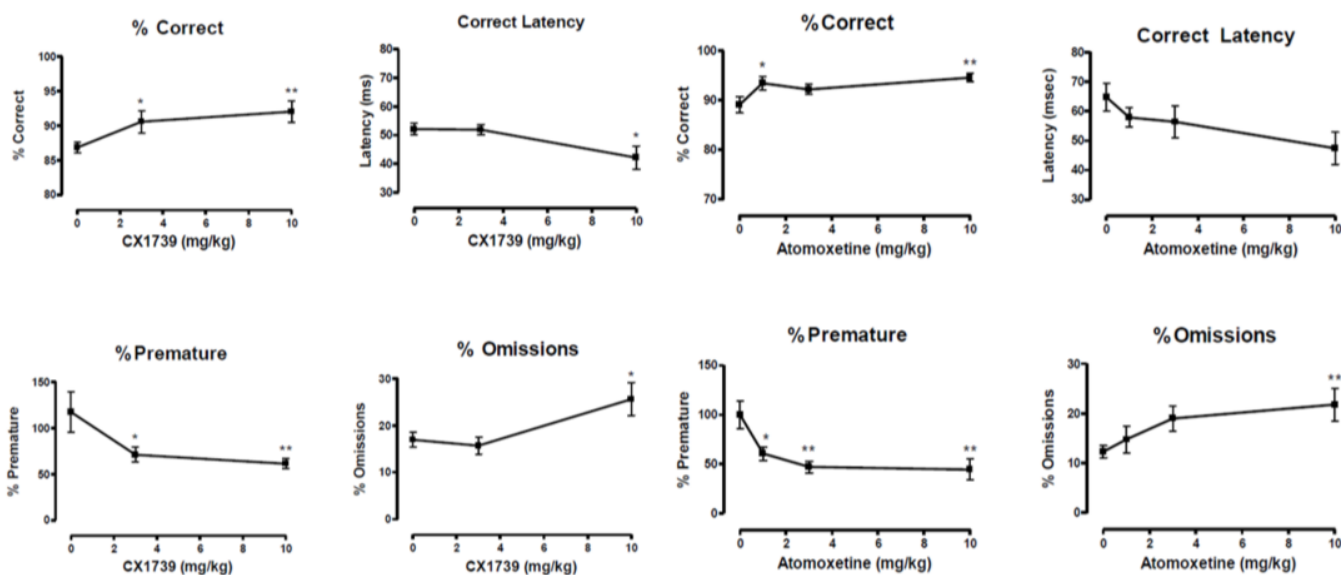 % Correct
100
95
90
85
80
% Correct
*
**
0 2 4 6 8 10
CX1739 (mg/kg)
Correct Latency
80
70
60
50
40
30
Latency (ms)
*
0 2 4 6 8 10
CX1739 (mg/kg)
%Correct
100
90
80
70
% Correct
*
**
0 2 4 6 8 10
Atomoxetine (mg/kg)
Correct Latency
80
70
60
50
40
30
Latency (msec)
0 2 4 6 8 10
Atomoxetine (mg/kg)
%Premature
150
100
50
0
% Premature
*
**
0 2 4 6 8 10
CX1739 (mg/kg)
% Omissions
30
20
10
0
% Omissions
*
0 2 4 6 8 10
CX1739 (mg/kg)
%Premature
150
100
50
0
% Premature
*
**
**
0 2 4 6 8 10
Atomoxetine (mg/kg)
%Omissions
30
20
10
0
% Omissions
**
0 2 4 6 8 10
Atomoxetine (mg/kg)